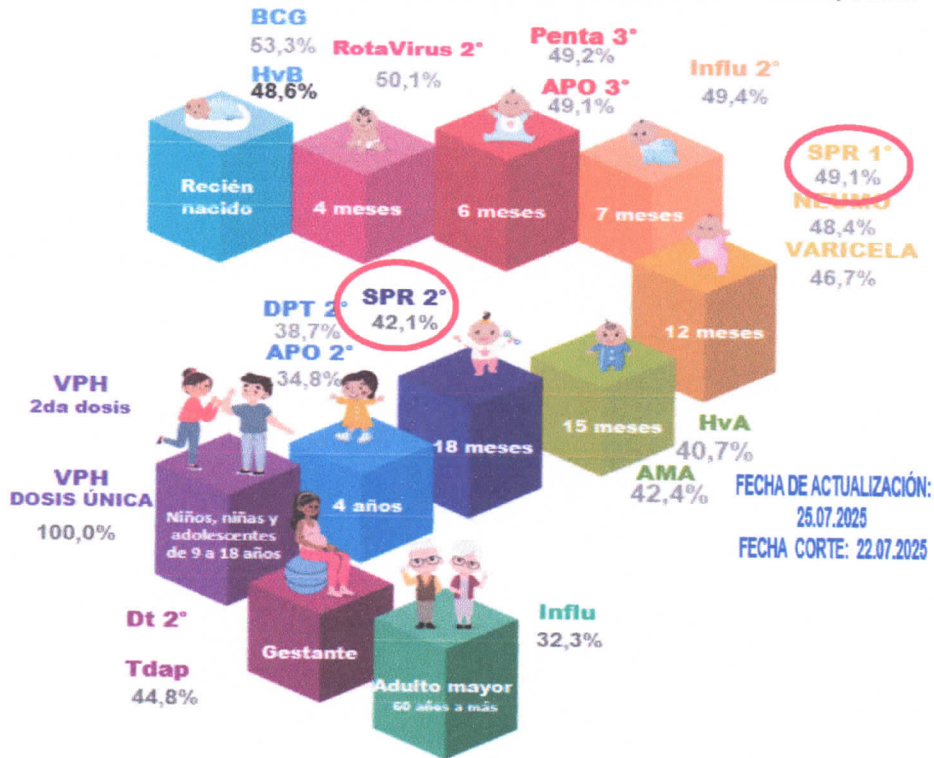 BCG
53,3%
HvB
48,6%
RotaVirus 2°
50,1%
Penta 3°
49,2%
APO 3°
49,1%
Influ 2°
49,4%
Recién
nacido
4 meses
6 meses
7 meses
SPR 1°
49,1%
NEUMO
48,4%
VARICELA
46,7%
12 meses
DPT 2°
38,7%
APO 2°
34,8%
SPR 2°
42,1%
18 meses
15 meses
HvA
40,7%
AMA
42,4%
VPH
2da dosis
VPH
DOSIS ÚNICA
100,0%
Niños, niñas y
adolescentes
de 9 a 18 años
4 años
FECHA DE ACTUALIZACIÓN:
25.07.2025
FECHA CORTE: 22.07.2025
Dt 2°
Tdap
44,8%
Gestante
Adulto mayor
60 años a más
Influ
32,3%